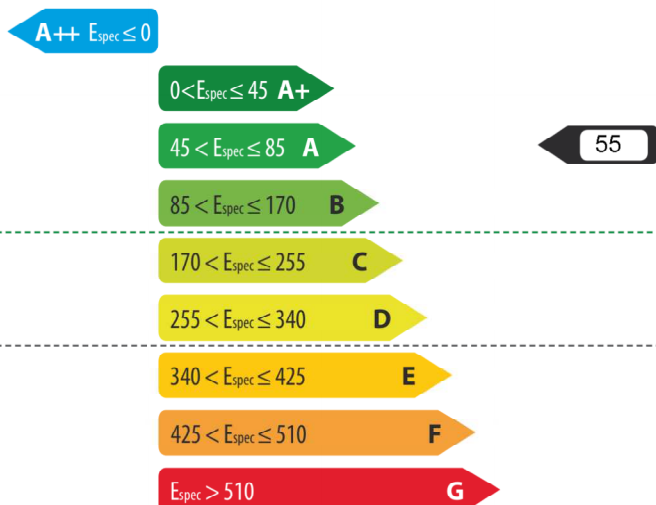 A++ Espec ≤ 0
0<Espec ≤ 45 A+
45 < Espec ≤ 85 A
55
85 < Espec ≤ 170 B
170 < Espec ≤ 255 C
255 < Espec ≤ 340 D
340 < Espec ≤ 425 E
425 < Espec ≤ 510 F
Espec > 510 G